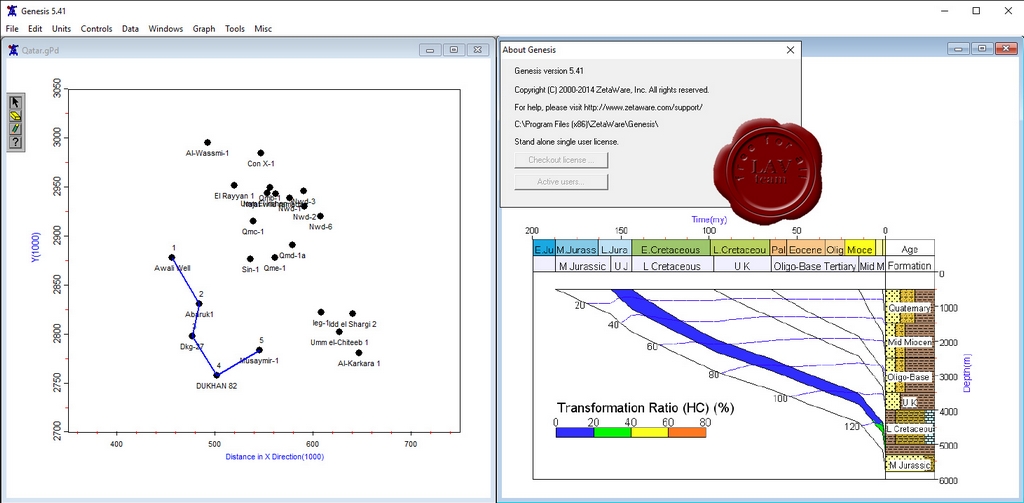 Genesis 5.41
File Edit Units Controls Data Windows Graph Tools Misc
Qatar.gPd
3050
3000
3950
2900
2850
2800
2750
2700
Y(1000)
Al-Wassmi-1
Con X-1
El Rayyan 1
Nwd-3
Nwd-1
Nwd-2
Nwd-6
Qmc-1
Qmd-1a
Sin-1
Qme-1
1
Awali Well
2
Abaruk1
3
Dkg-27
4
DUKHAN 82
5
Musaymir-1
Idd el Shargi 2
Umm el-Chiteeb 1
Al-Karkara 1
400 500 600 700
Distance in X Direction(1000)
About Genesis
Genesis version 5.41
Copyright (C) 2000-2014 ZetaWare, Inc. All rights reserved.
For help, please visit http://www.zetaware.com/support/
C:\Program Files (x86)\ZetaWare\Genesis\
Stand alone single user license.
Checkout license ...
Active users...
LAV
team
Time(my)
200 150 100 50 0
E.Ju M.Jurass L.Jura E.Cretaceous L.Cretaceou Pal Eocene Olig Moce Age
M Jurassic U J L Cretaceous U K Oligo-Base Tertiary Mid M Formation
0
1000
2000
3000
4000
5000
6000
Depth(m)
20
40
60
80
100
120
Quaternary
Mid Miocen
Oligo-Base
U K
L Cretaceou
M Jurassic
Transformation Ratio (HC) (%)
0 20 40 60 80